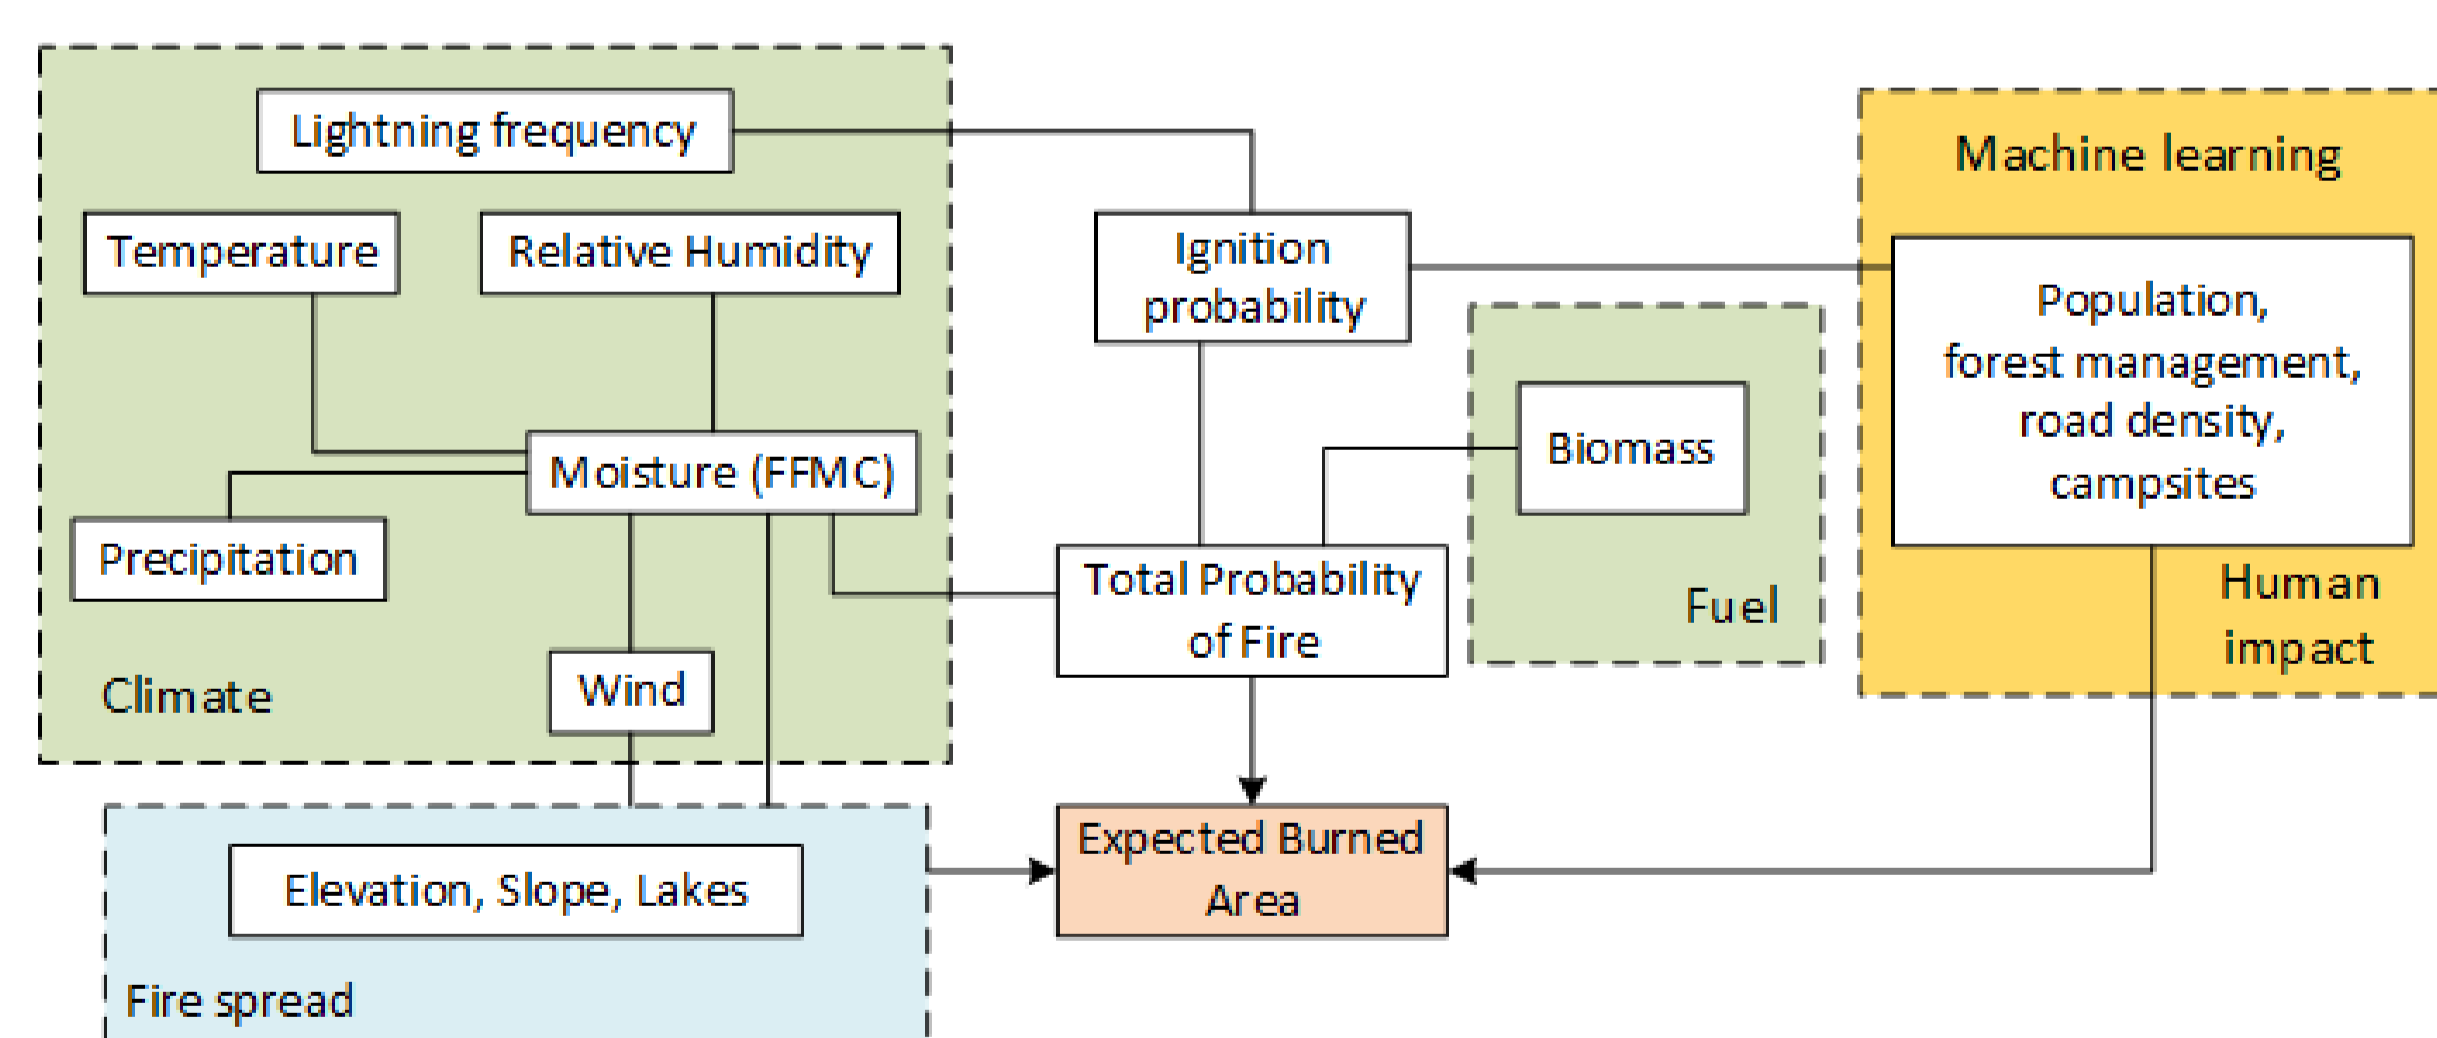 Lightning frequency
Temperature
Relative Humidity
Moisture (FFMC)
Precipitation
Wind
Climate
Elevation, Slope, Lakes
Fire spread
Ignition
probability
Biomass
Fuel
Total Probability
of Fire
Expected Burned
Area
Machine learning
Population,
forest management,
road density,
campsites
Human
impact